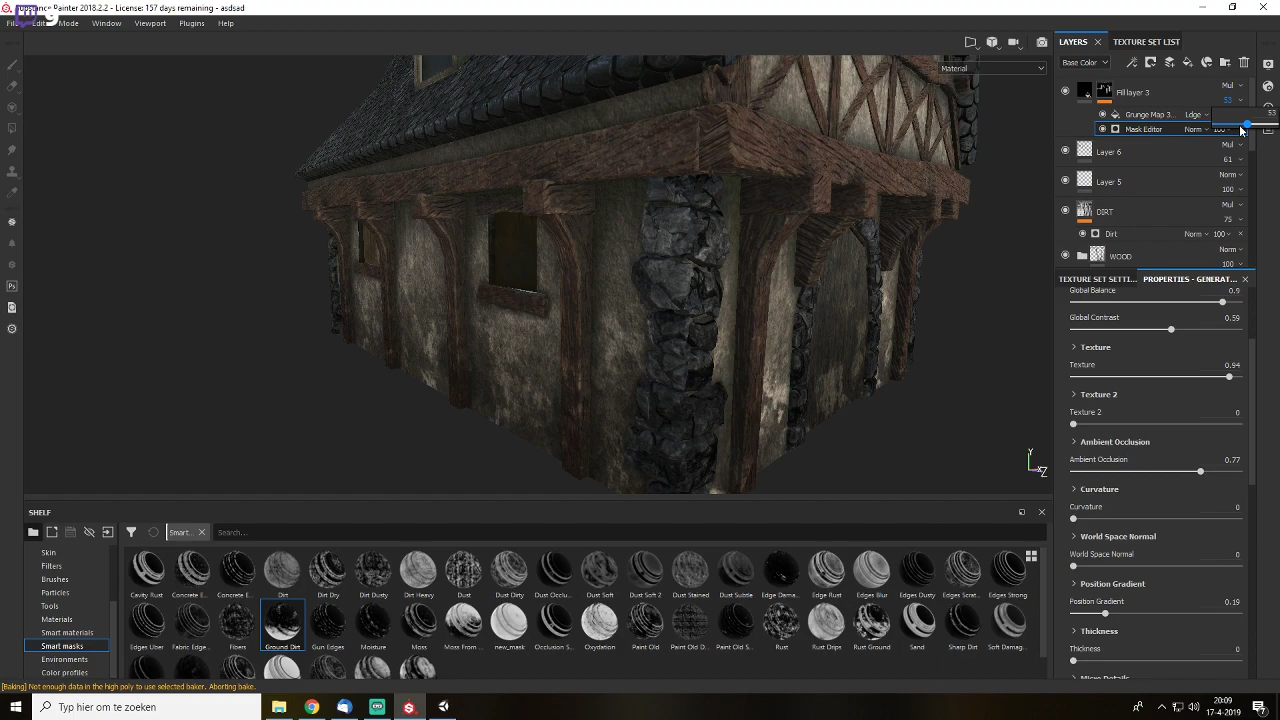 Substance Painter 2018.2.2 - License: 157 days remaining - asdsad
Mode Window Viewport Plugins Help
Material
LAYERS TEXTURE SET LIST
Base Color
Fill layer 3 Mul
53
53
Grunge Map 3... Ldge
Mask Editor Norm 100
Layer 6 Mul
61
Layer 5 Norm
100
DIRT Mul
75
Dirt Norm 100
WOOD Norm
100
TEXTURE SET SETTI... PROPERTIES - GENERAT...
Global Balance 0.9
Global Contrast 0.59
Texture
Texture 0.94
Texture 2
Texture 2 0
Ambient Occlusion
Ambient Occlusion 0.77
Curvature
Curvature 0
World Space Normal
World Space Normal 0
Position Gradient
Position Gradient 0.19
Thickness
Thickness 0
Micro Details
Y
Z
SHELF
Smart... Search...
Skin
Filters
Brushes
Particles
Tools
Materials
Smart materials
Smart masks
Environments
Color profiles
Cavity Rust Concrete E... Concrete E... Dirt Dirt Dry Dirt Dusty Dirt Heavy Dust Dust Dirty Dust Occlu... Dust Soft Dust Soft 2 Dust Stained Dust Subtle Edge Dama... Edge Rust Edges Blur Edges Dusty Edges Scrat... Edges Strong
Edges Uber Fabric Edge... Fibers Ground Dirt Gun Edges Moisture Moss Moss From ... new_mask Occlusion S... Oxydation Paint Old Paint Old D... Paint Old S... Rust Rust Drips Rust Ground Sand Sharp Dirt Soft Damag...
[Baking] Not enough data in the high poly to use selected baker. Aborting bake.
Typ hier om te zoeken
20:09
17-4-2019
7